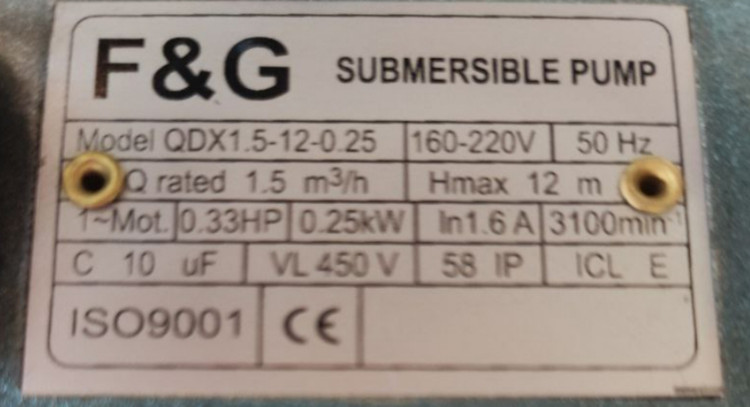 F&G SUBMERSIBLE PUMP
Model QDX1.5-12-0.25 160-220V 50 Hz
Q rated 1.5 m³/h Hmax 12 m
1~Mot. 0.33HP 0.25kW In1.6 A 3100min⁻¹
C 10 uF VL 450 V 58 IP ICL E
ISO9001 CE